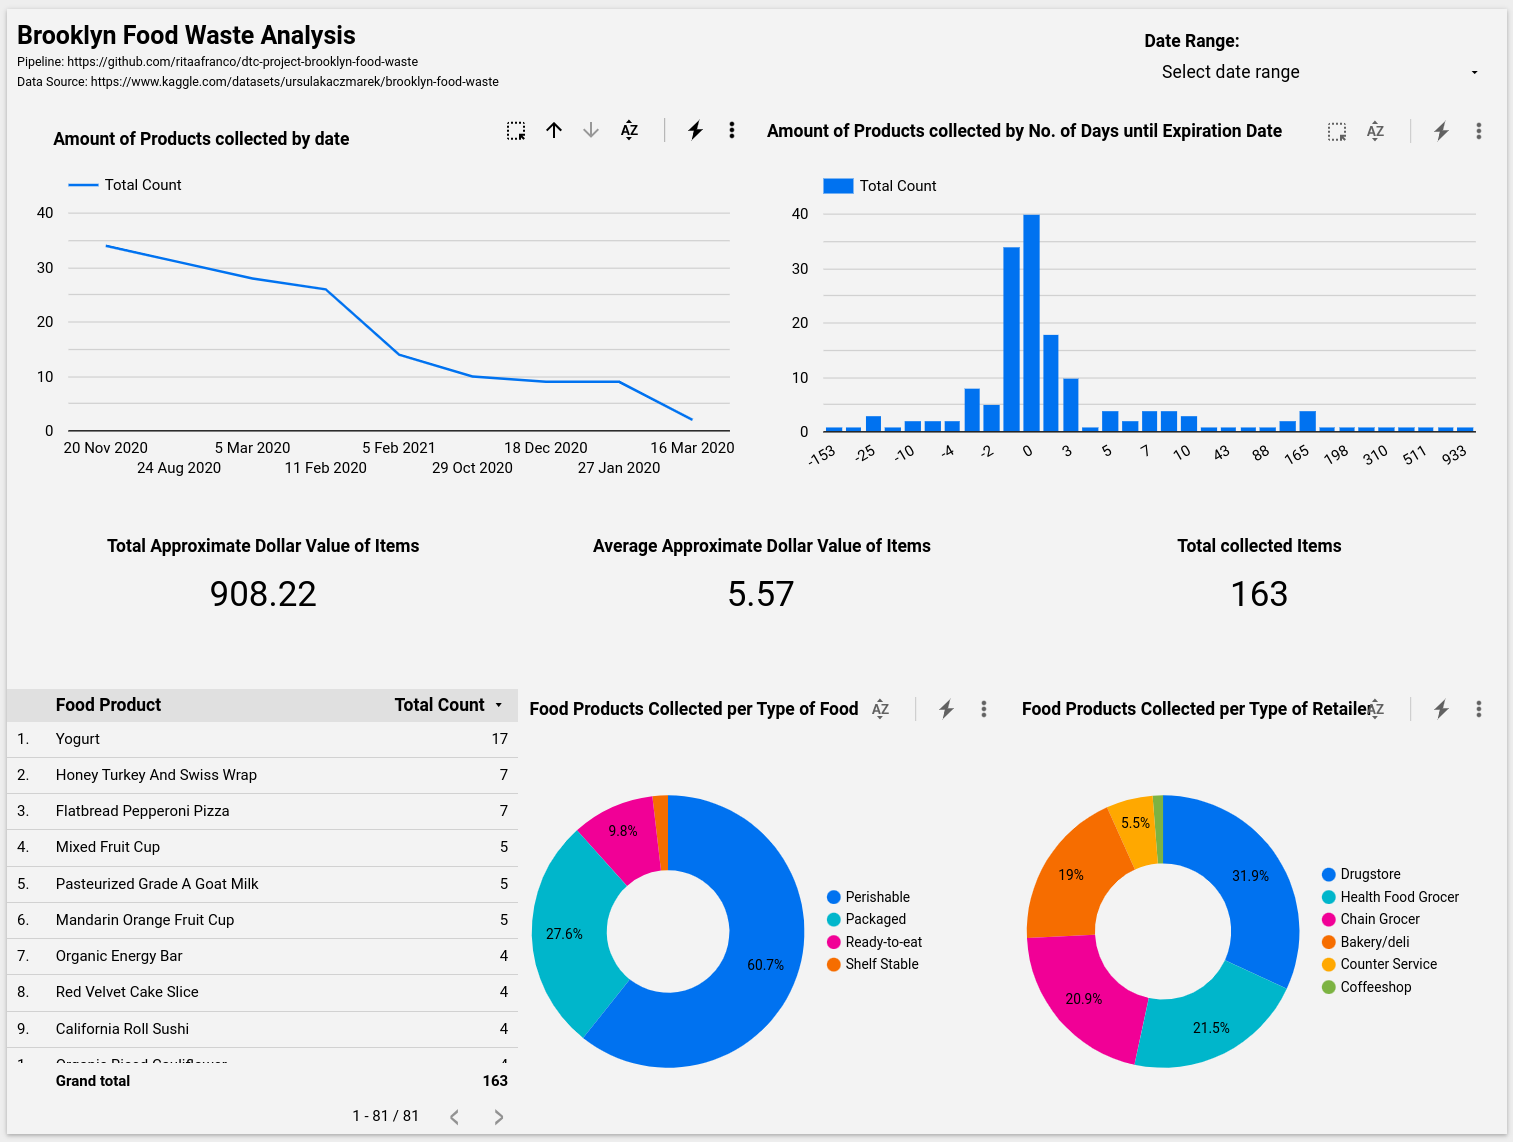 Brooklyn Food Waste Analysis
Pipeline: https://github.com/ritaafranco/dtc-project-brooklyn-food-waste
Data Source: https://www.kaggle.com/datasets/ursulakaczmarek/brooklyn-food-waste
Date Range:
Select date range
Amount of Products collected by date
AZ
Total Count
40
30
20
10
0
20 Nov 2020
24 Aug 2020
5 Mar 2020
11 Feb 2020
5 Feb 2021
29 Oct 2020
18 Dec 2020
27 Jan 2020
16 Mar 2020
Amount of Products collected by No. of Days until Expiration Date
AZ
Total Count
40
30
20
10
0
-153 -25 -10 -4 -2 0 3 5 7 10 43 88 165 198 310 511 933
Total Approximate Dollar Value of Items
908.22
Average Approximate Dollar Value of Items
5.57
Total collected Items
163
Food Product Total Count
1. Yogurt 17
2. Honey Turkey And Swiss Wrap 7
3. Flatbread Pepperoni Pizza 7
4. Mixed Fruit Cup 5
5. Pasteurized Grade A Goat Milk 5
6. Mandarin Orange Fruit Cup 5
7. Organic Energy Bar 4
8. Red Velvet Cake Slice 4
9. California Roll Sushi 4
1. Organic Diced Cauliflower 4
Grand total 163
1 - 81 / 81
Food Products Collected per Type of Food
AZ
9.8%
27.6%
60.7%
Perishable
Packaged
Ready-to-eat
Shelf Stable
Food Products Collected per Type of Retailer
AZ
5.5%
19%
31.9%
20.9%
21.5%
Drugstore
Health Food Grocer
Chain Grocer
Bakery/deli
Counter Service
Coffeeshop